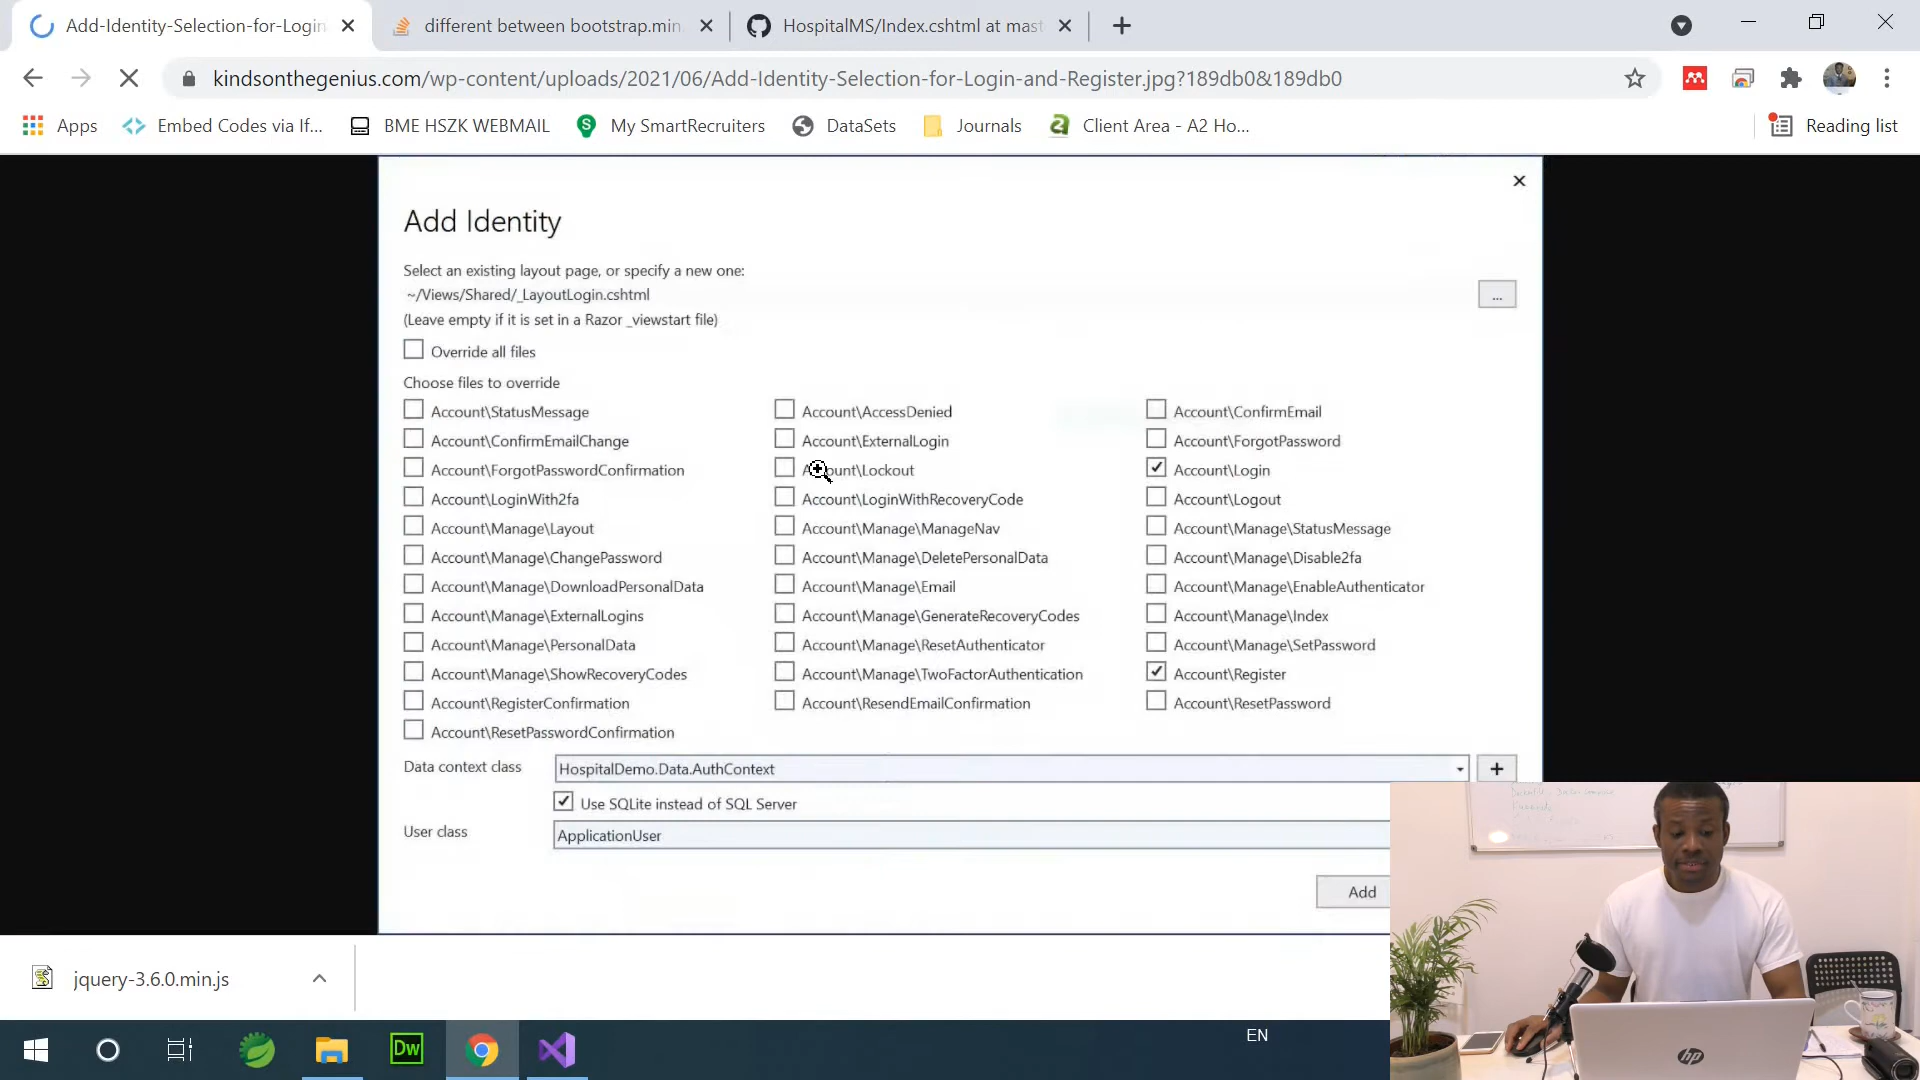 Add-Identity-Selection-for-Login
different between bootstrap.min.
HospitalMS/Index.cshtml at mast
kindsonthegenius.com/wp-content/uploads/2021/06/Add-Identity-Selection-for-Login-and-Register.jpg?189db0&189db0
Apps
Embed Codes via If...
BME HSZK WEBMAIL
My SmartRecruiters
DataSets
Journals
Client Area - A2 Ho...
Reading list
Add Identity
Select an existing layout page, or specify a new one:
~/Views/Shared/_LayoutLogin.cshtml
...
(Leave empty if it is set in a Razor _viewstart file)
Override all files
Choose files to override
Account\StatusMessage
Account\AccessDenied
Account\ConfirmEmail
Account\ConfirmEmailChange
Account\ExternalLogin
Account\ForgotPassword
Account\ForgotPasswordConfirmation
Account\Lockout
Account\Login
Account\LoginWith2fa
Account\LoginWithRecoveryCode
Account\Logout
Account\Manage\Layout
Account\Manage\ManageNav
Account\Manage\StatusMessage
Account\Manage\ChangePassword
Account\Manage\DeletePersonalData
Account\Manage\Disable2fa
Account\Manage\DownloadPersonalData
Account\Manage\Email
Account\Manage\EnableAuthenticator
Account\Manage\ExternalLogins
Account\Manage\GenerateRecoveryCodes
Account\Manage\Index
Account\Manage\PersonalData
Account\Manage\ResetAuthenticator
Account\Manage\SetPassword
Account\Manage\ShowRecoveryCodes
Account\Manage\TwoFactorAuthentication
Account\Register
Account\RegisterConfirmation
Account\ResendEmailConfirmation
Account\ResetPassword
Account\ResetPasswordConfirmation
Data context class
HospitalDemo.Data.AuthContext
+
Use SQLite instead of SQL Server
User class
ApplicationUser
Add
jquery-3.6.0.min.js
Dw
EN
hp